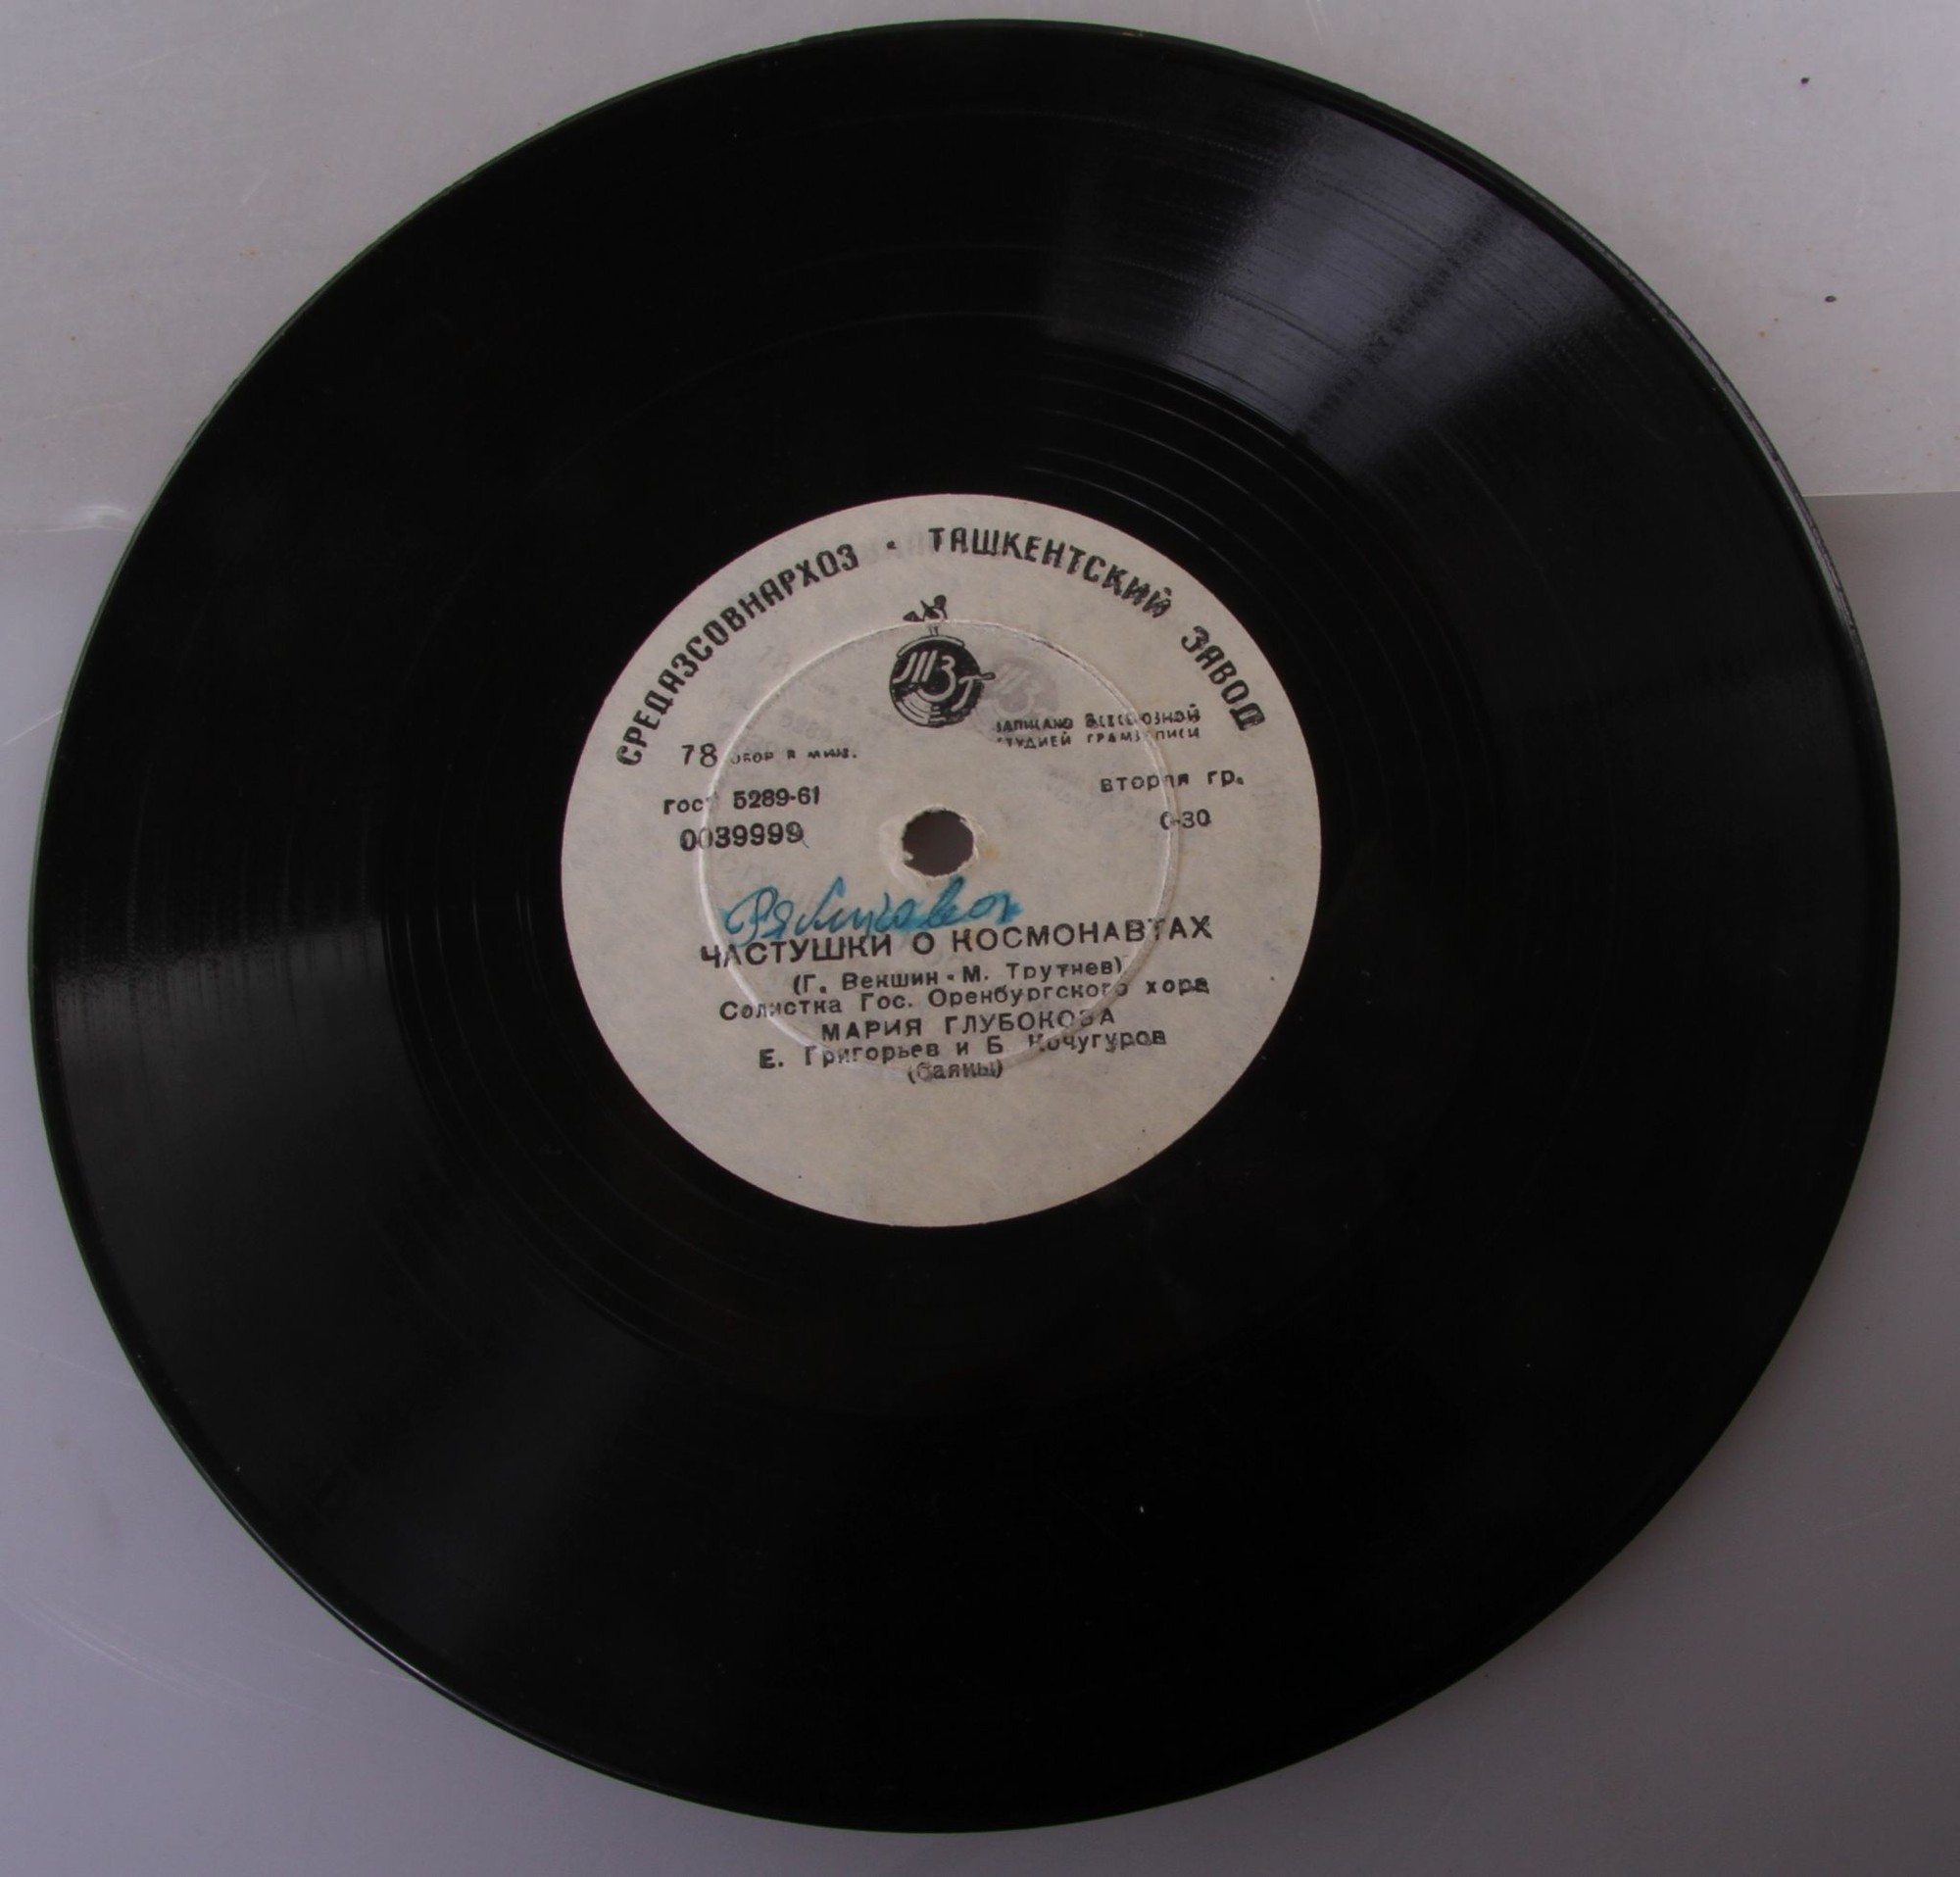 СРЕДАЗСОВНАРХОЗ • ТАШКЕНТСКИЙ ЗАВОД
ТЗГ
ЗАПИСАНО ВСЕСОЮЗНОЙ
СТУДИЕЙ ГРАМЗАПИСИ
78 ОБОР В МИН.
ГОСТ 5289-61
вторая гр.
0039999
0-30
ЧАСТУШКИ О КОСМОНАВТАХ
(Г. Векшин - М. Трутнев)
Солистка Гос. Оренбургского хора
МАРИЯ ГЛУБОКОВА
Е. Григорьев и Б. Кочугуров
(баяны)